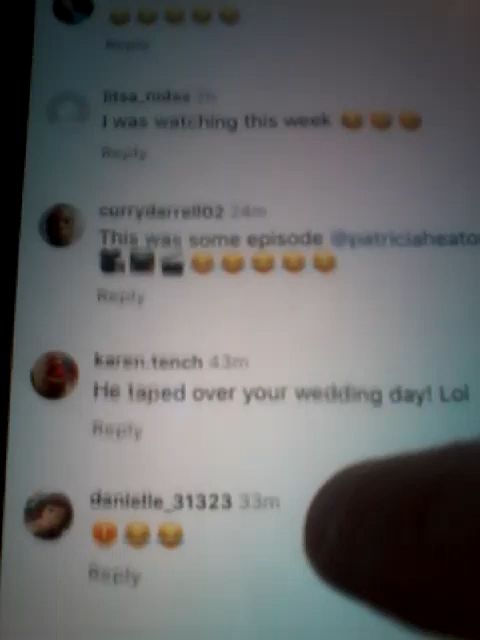 😂😂😂😂😂
Reply
I was watching this week 😂😂😂
Reply
currydarrell02 24m
This was some episode @patriciaheato
😂😂😂😂😂
Reply
karen.tench 43m
He taped over your wedding day! Lol
Reply
danielle_31323 33m
😂😂
Reply